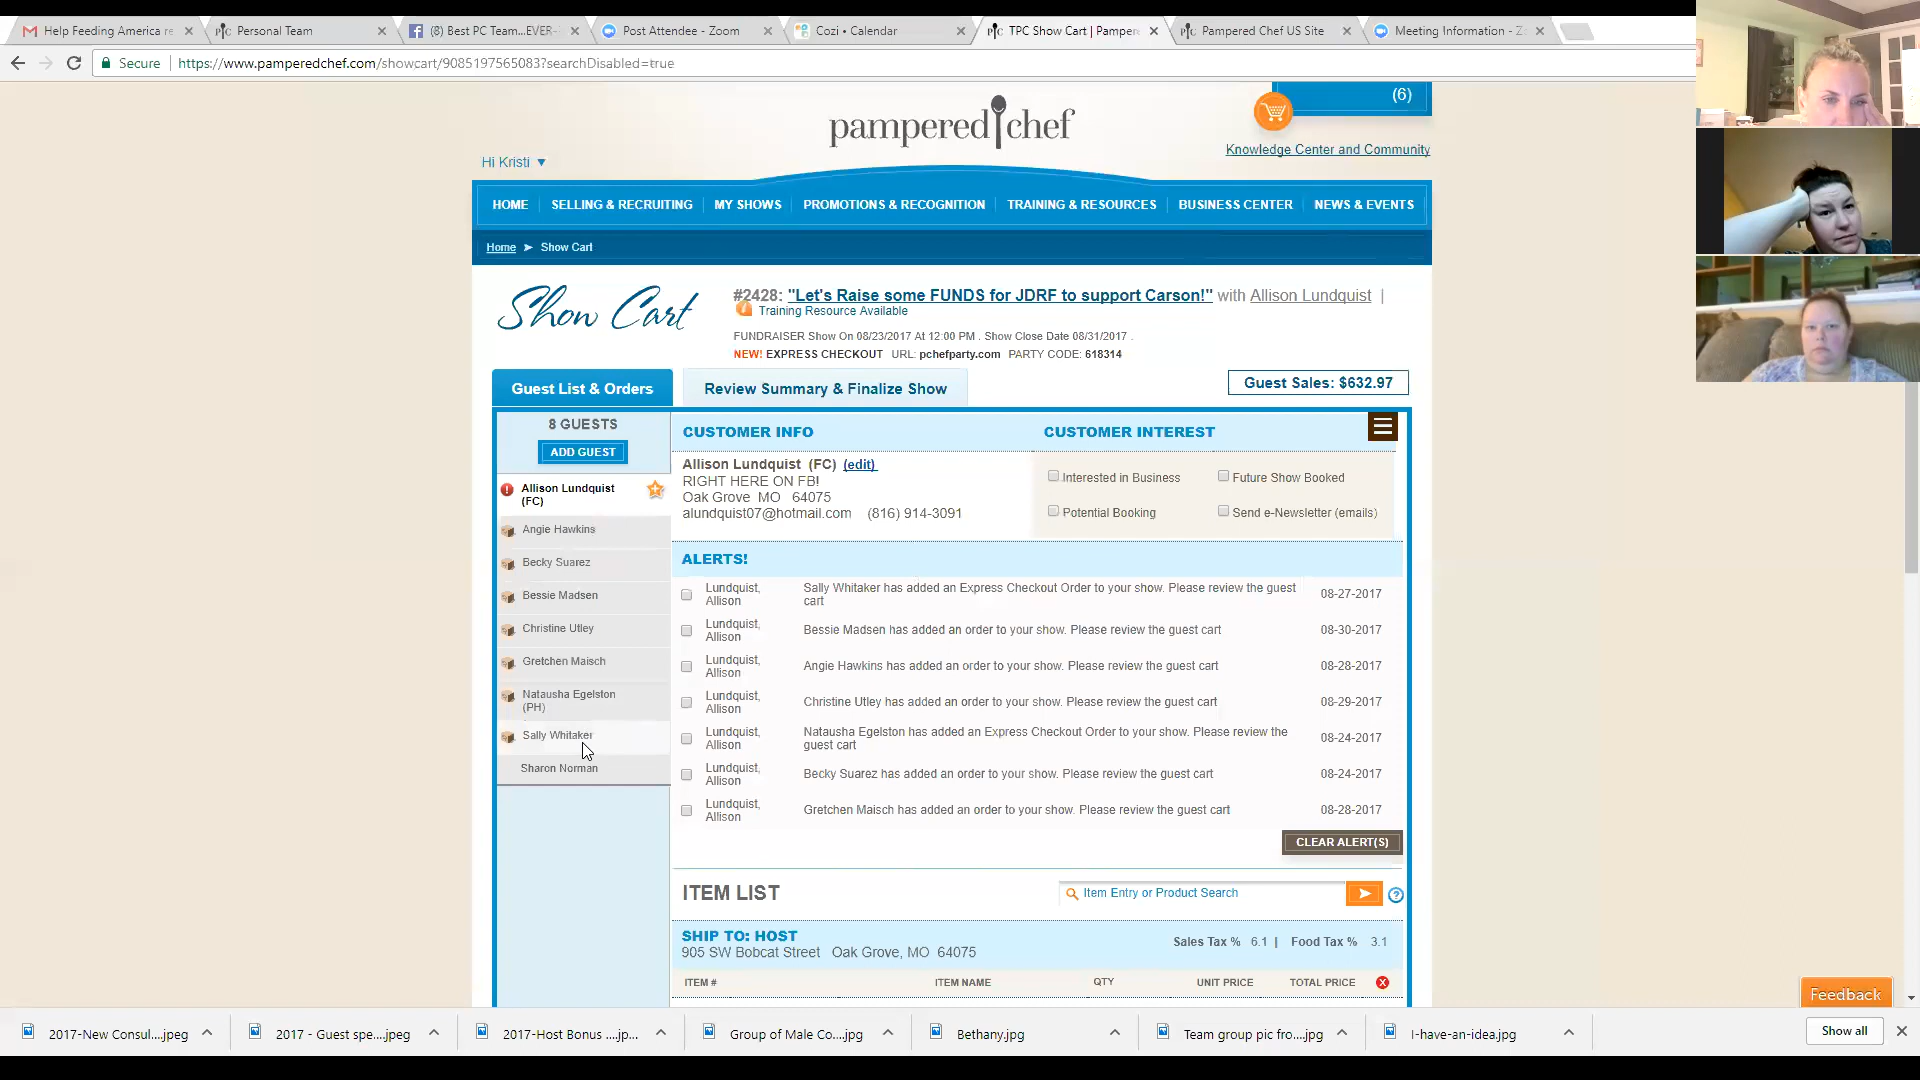 Help Feeding America re
Personal Team
(8) Best PC Team...EVER-
Post Attendee - Zoom
Cozi • Calendar
TPC Show Cart | Pamper
Pampered Chef US Site
Meeting Information - Z
Secure | https://www.pamperedchef.com/showcart/9085197565083?searchDisabled=true
(6)
pampered chef
Knowledge Center and Community
Hi Kristi ▼
HOME
SELLING & RECRUITING
MY SHOWS
PROMOTIONS & RECOGNITION
TRAINING & RESOURCES
BUSINESS CENTER
NEWS & EVENTS
Home ➤ Show Cart
Show Cart
#2428: "Let's Raise some FUNDS for JDRF to support Carson!" with Allison Lundquist |
Training Resource Available
FUNDRAISER Show On 08/23/2017 At 12:00 PM . Show Close Date 08/31/2017 .
NEW! EXPRESS CHECKOUT URL: pchefparty.com PARTY CODE: 618314
Guest List & Orders
Review Summary & Finalize Show
Guest Sales: $632.97
8 GUESTS
ADD GUEST
Allison Lundquist
(FC)
Angie Hawkins
Becky Suarez
Bessie Madsen
Christine Utley
Gretchen Maisch
Natausha Egelston
(PH)
Sally Whitaker
Sharon Norman
CUSTOMER INFO
Allison Lundquist (FC) (edit)
RIGHT HERE ON FB!
Oak Grove MO 64075
alundquist07@hotmail.com (816) 914-3091
CUSTOMER INTEREST
Interested in Business
Future Show Booked
Potential Booking
Send e-Newsletter (emails)
ALERTS!
Lundquist,
Allison
Sally Whitaker has added an Express Checkout Order to your show. Please review the guest
cart
08-27-2017
Lundquist,
Allison
Bessie Madsen has added an order to your show. Please review the guest cart
08-30-2017
Lundquist,
Allison
Angie Hawkins has added an order to your show. Please review the guest cart
08-28-2017
Lundquist,
Allison
Christine Utley has added an order to your show. Please review the guest cart
08-29-2017
Lundquist,
Allison
Natausha Egelston has added an Express Checkout Order to your show. Please review the
guest cart
08-24-2017
Lundquist,
Allison
Becky Suarez has added an order to your show. Please review the guest cart
08-24-2017
Lundquist,
Allison
Gretchen Maisch has added an order to your show. Please review the guest cart
08-28-2017
CLEAR ALERT(S)
ITEM LIST
Item Entry or Product Search
SHIP TO: HOST
905 SW Bobcat Street Oak Grove, MO 64075
Sales Tax % 6.1 | Food Tax % 3.1
ITEM #
ITEM NAME
QTY
UNIT PRICE
TOTAL PRICE
Feedback
2017-New Consul....jpeg
2017 - Guest spe....jpeg
2017-Host Bonus ....jp...
Group of Male Co....jpg
Bethany.jpg
Team group pic fro....jpg
I-have-an-idea.jpg
Show all